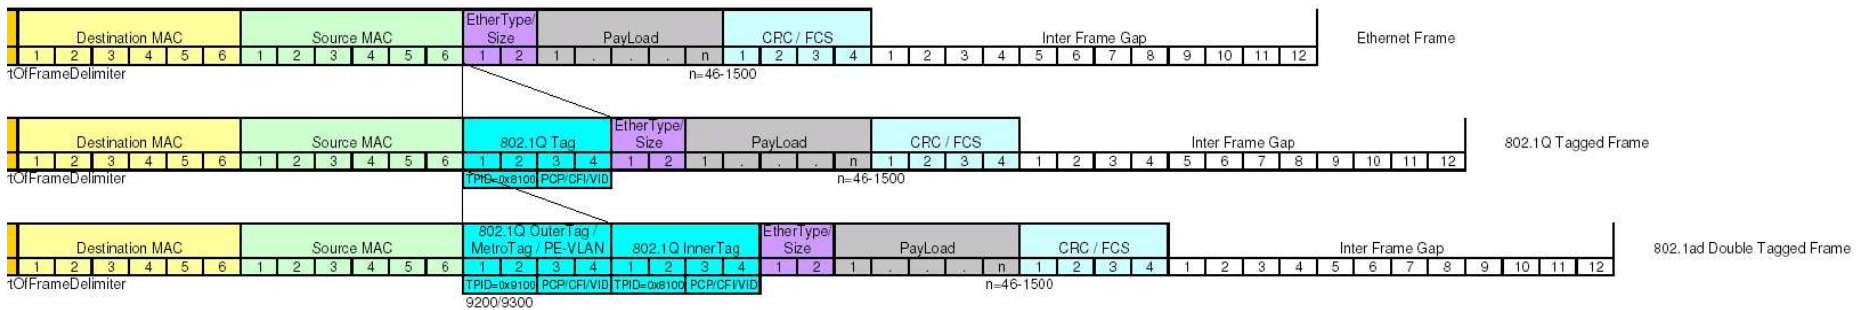 EtherType/
Destination MAC Source MAC Size PayLoad CRC / FCS Inter Frame Gap Ethernet Frame
1 2 3 4 5 6 1 2 3 4 5 6 1 2 1 . . . n 1 2 3 4 1 2 3 4 5 6 7 8 9 10 11 12
rtOfFrameDelimiter n=46-1500
EtherType/
Destination MAC Source MAC 802.1Q Tag Size PayLoad CRC / FCS Inter Frame Gap 802.1Q Tagged Frame
1 2 3 4 5 6 1 2 3 4 5 6 1 2 3 4 1 2 1 . . . n 1 2 3 4 1 2 3 4 5 6 7 8 9 10 11 12
rtOfFrameDelimiter TPID=0x8100 PCP/CFI/VID n=46-1500
802.1Q OuterTag / EtherType/
Destination MAC Source MAC MetroTag / PE-VLAN 802.1Q InnerTag Size PayLoad CRC / FCS Inter Frame Gap 802.1ad Double Tagged Frame
1 2 3 4 5 6 1 2 3 4 5 6 1 2 3 4 1 2 3 4 1 2 1 . . . n 1 2 3 4 1 2 3 4 5 6 7 8 9 10 11 12
rtOfFrameDelimiter TPID=0x9100 PCP/CFI/VID TPID=0x8100 PCP/CFI/VID n=46-1500
9200/9300